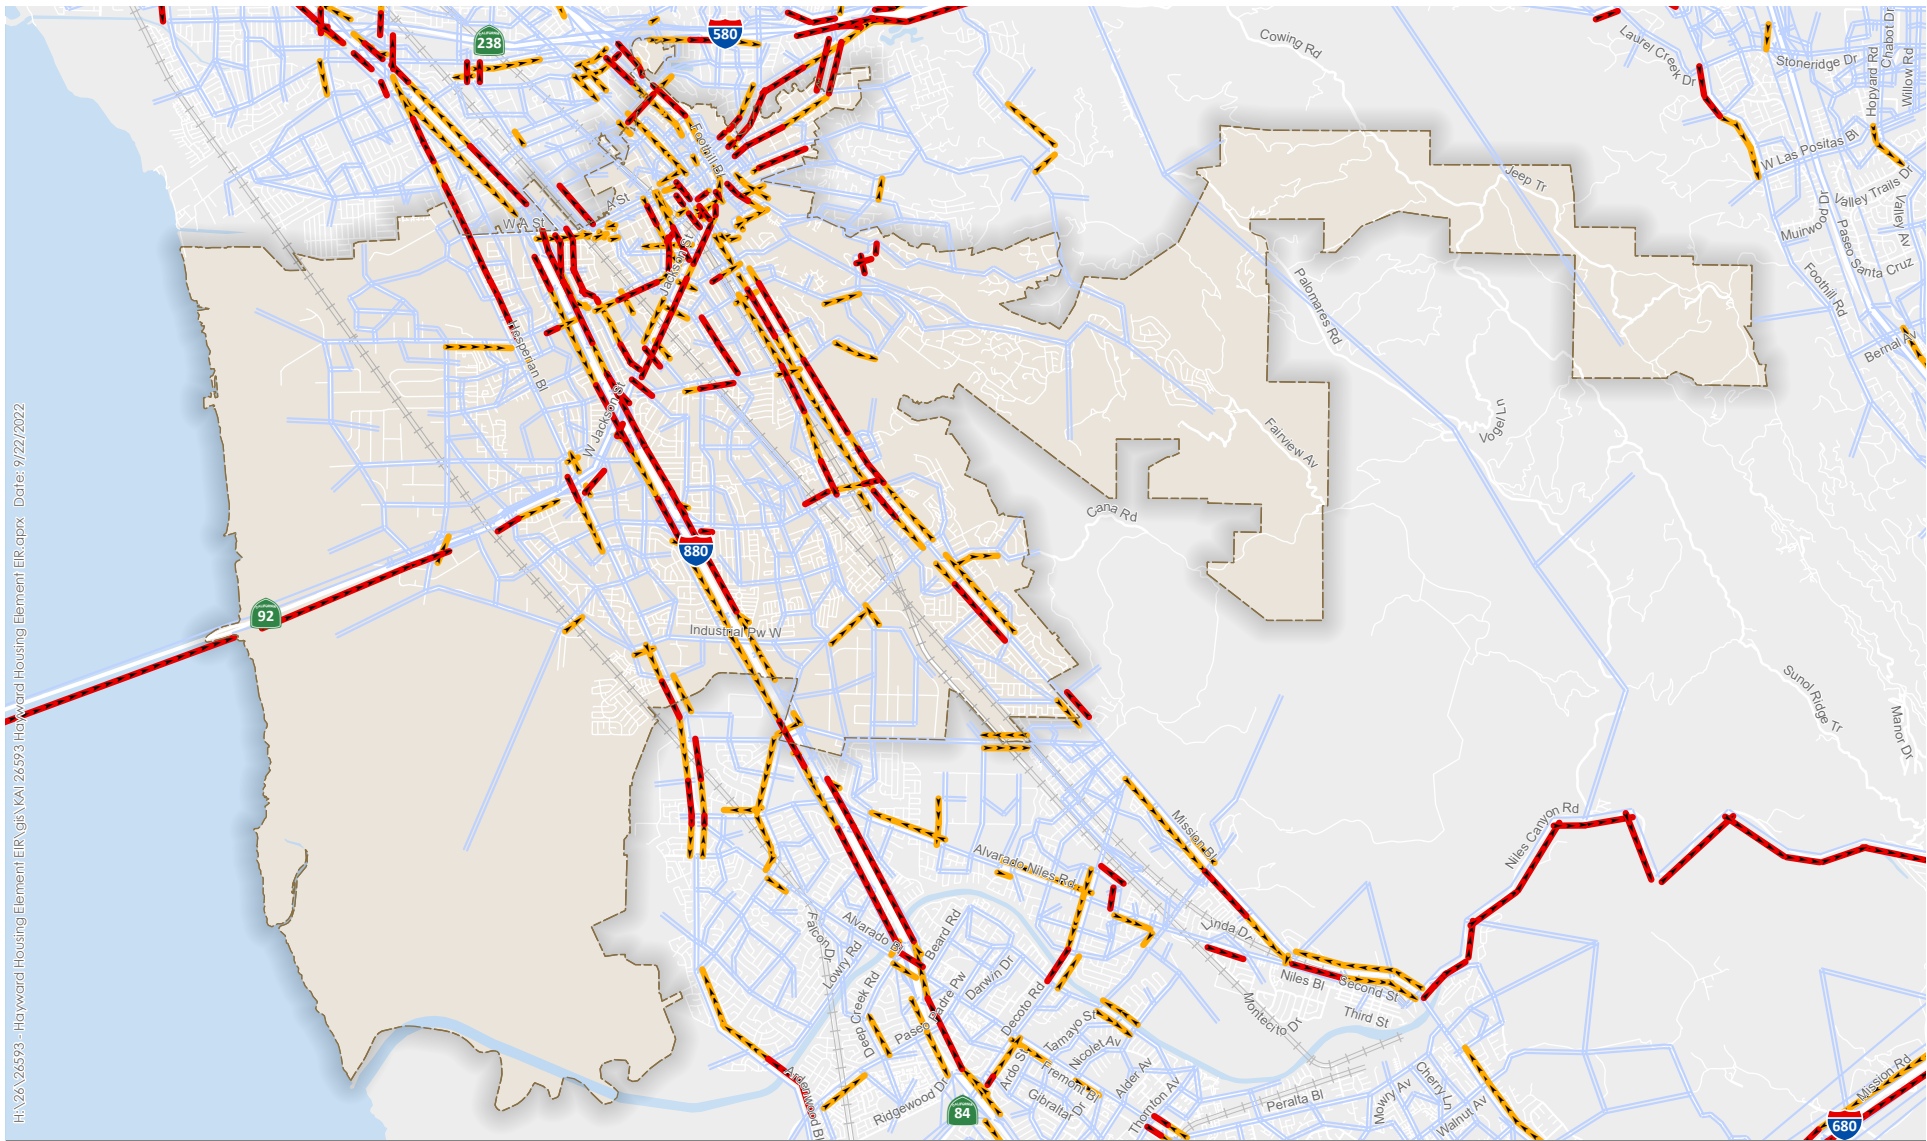 580
CALIFORNIA
238
Cowing Rd
Laurel Creek Dr
Stoneridge Dr
Hopyard Rd
Chabot Dr
Willow Rd
W Las Positas Bl
Valley Trails Dr
Muirwood Dr
Paseo Santa Cruz
Valley Av
Foothill Rd
Bernal Av
Foothill Bl
A St
W A St
Jackson St
Hesperian Bl
W Jackson St
Jeep Tr
Palomares Rd
Vogel Ln
Fairview Av
Cana Rd
880
CALIFORNIA
92
Industrial Pw W
Sunol Ridge Tr
Manor Dr
Niles Canyon Rd
Mission Bl
Alvarado Niles Rd
Linda Dr
Niles Bl
Second St
Third St
Montecito Dr
Falcon Dr
Lowry Rd
Alvarado Bl
Beard Rd
Deep Creek Rd
Paseo Padre Pw
Darwin Dr
Decoto Rd
Tamayo St
Nicolet Av
Ardo St
Fremont Bl
Alder Av
Gibraltar Dr
Thornton Av
Peralta Bl
Mowry Av
Cherry Ln
Walnut Av
Mission Rd
Ardenwood Bl
Ridgewood Dr
CALIFORNIA
84
680
H:\26\26593 - Hayward Housing Element EIR\gis\KAI 26593 Hayward Housing Element EIR.aprx   Date: 9/22/2022